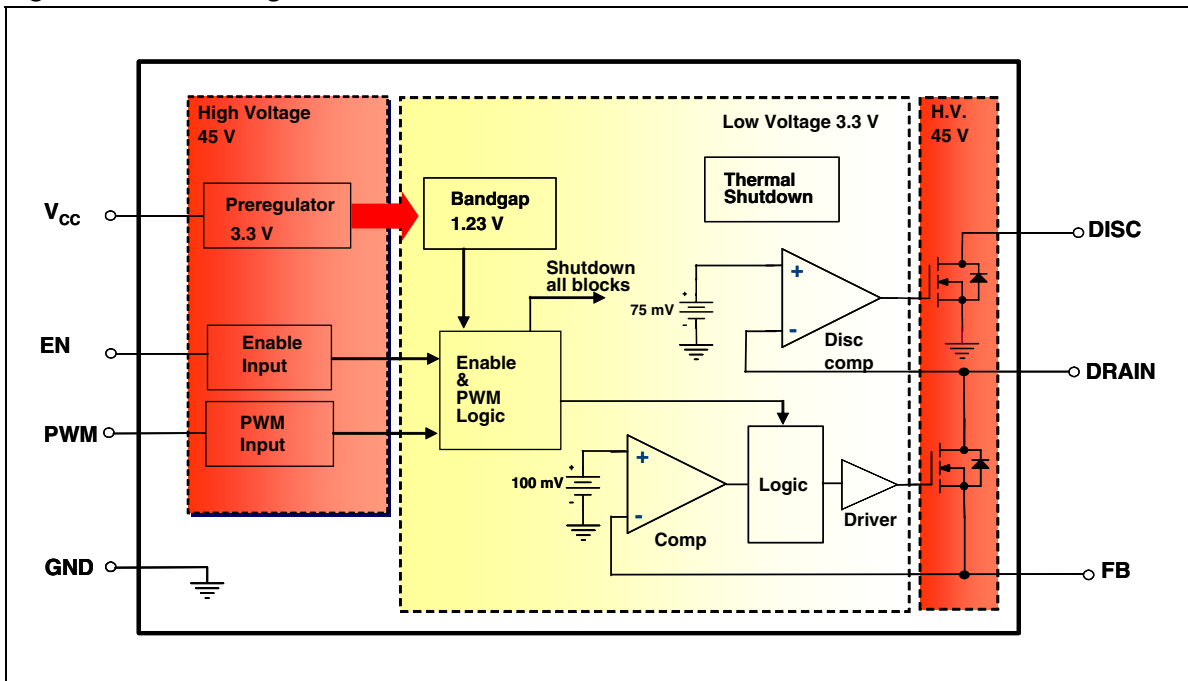 High Voltage
45 V
Low Voltage 3.3 V
H.V.
45 V
VCC
Preregulator
3.3 V
Bandgap
1.23 V
Thermal
Shutdown
DISC
Shutdown
all blocks
75 mV
+
-
+
-
Disc
comp
EN
Enable
Input
Enable
&
PWM
Logic
DRAIN
PWM
PWM
Input
100 mV
+
-
+
-
Comp
Logic
Driver
GND
FB